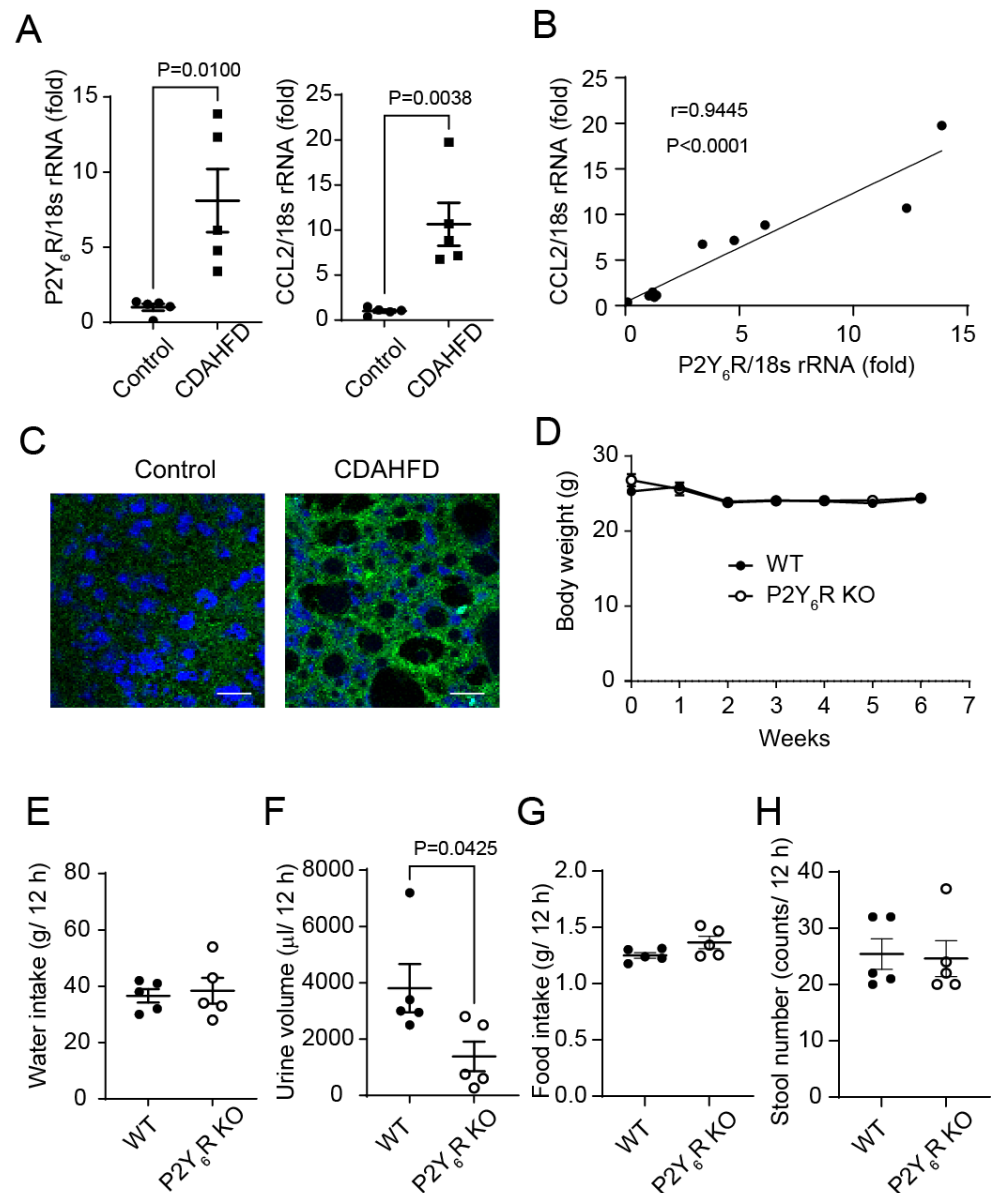 A
P=0.0100
P2Y₆R/18s rRNA (fold)
15
10
5
0
Control
CDAHFD
P=0.0038
CCL2/18s rRNA (fold)
25
20
15
10
5
0
Control
CDAHFD
B
r=0.9445
P<0.0001
CCL2/18s rRNA (fold)
25
20
15
10
5
0
0 5 10 15
P2Y₆R/18s rRNA (fold)
C
Control
CDAHFD
D
Body weight (g)
30
20
10
0
WT
P2Y₆R KO
0 1 2 3 4 5 6 7
Weeks
E
Water intake (g/ 12 h)
80
60
40
20
0
WT
P2Y₆R KO
F
P=0.0425
Urine volume (µl/ 12 h)
8000
6000
4000
2000
0
WT
P2Y₆R KO
G
Food intake (g/ 12 h)
2.0
1.5
1.0
0.5
0.0
WT
P2Y₆R KO
H
Stool number (counts/ 12 h)
40
30
20
10
0
WT
P2Y₆R KO